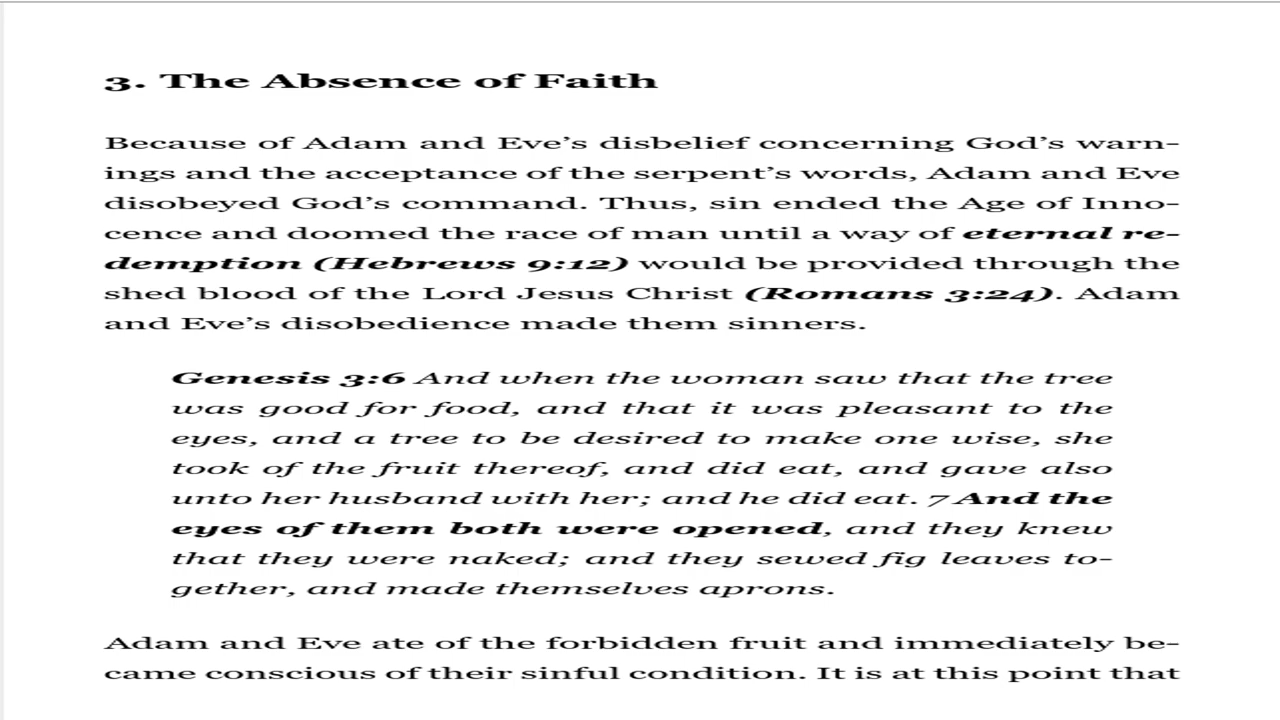 3. The Absence of Faith
Because of Adam and Eve’s disbelief concerning God’s warn-
ings and the acceptance of the serpent’s words, Adam and Eve
disobeyed God’s command. Thus, sin ended the Age of Inno-
cence and doomed the race of man until a way of eternal re-
demption (Hebrews 9:12) would be provided through the
shed blood of the Lord Jesus Christ (Romans 3:24). Adam
and Eve’s disobedience made them sinners.
Genesis 3:6 And when the woman saw that the tree
was good for food, and that it was pleasant to the
eyes, and a tree to be desired to make one wise, she
took of the fruit thereof, and did eat, and gave also
unto her husband with her; and he did eat. 7 And the
eyes of them both were opened, and they knew
that they were naked; and they sewed fig leaves to-
gether, and made themselves aprons.
Adam and Eve ate of the forbidden fruit and immediately be-
came conscious of their sinful condition. It is at this point that